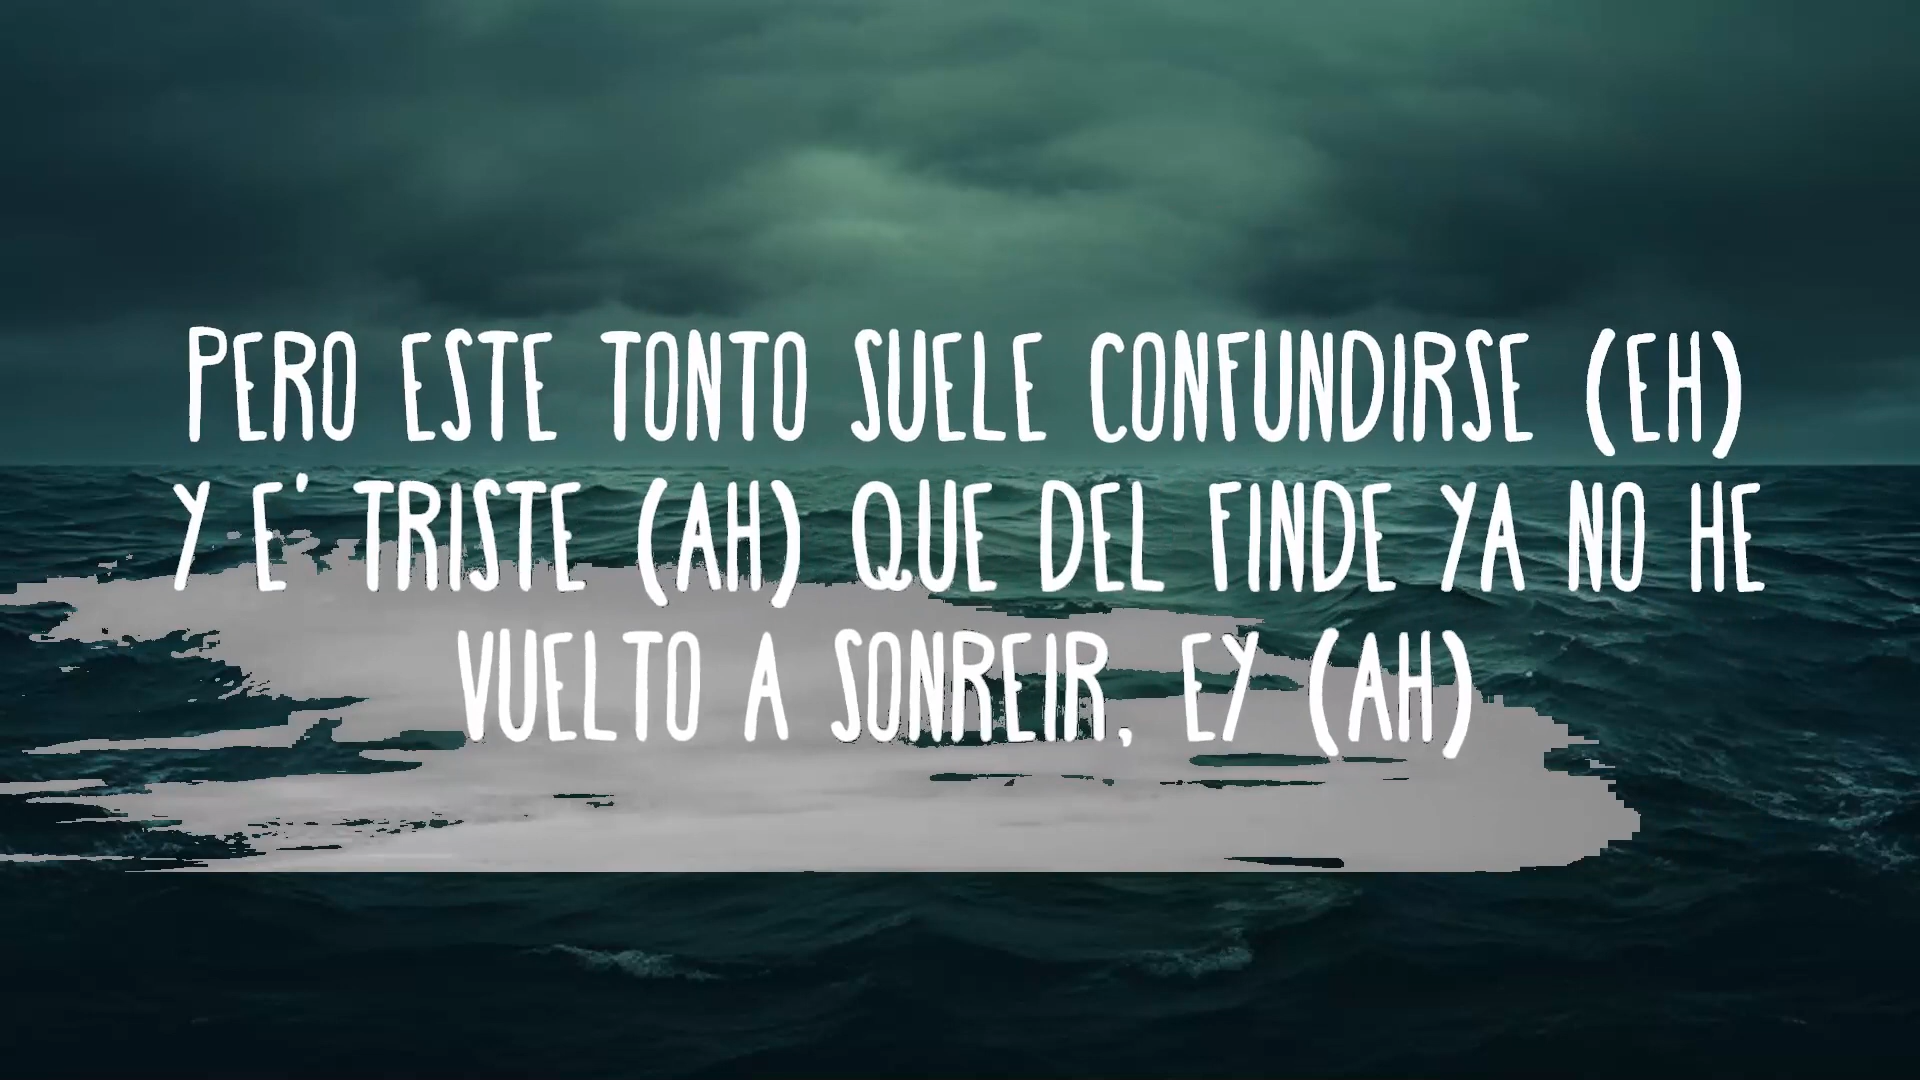 PERO ESTE TONTO SUELE CONFUNDIRSE (EH)
Y E' TRISTE (AH) QUE DEL FINDE YA NO HE
VUELTO A SONREIR, EY (AH)